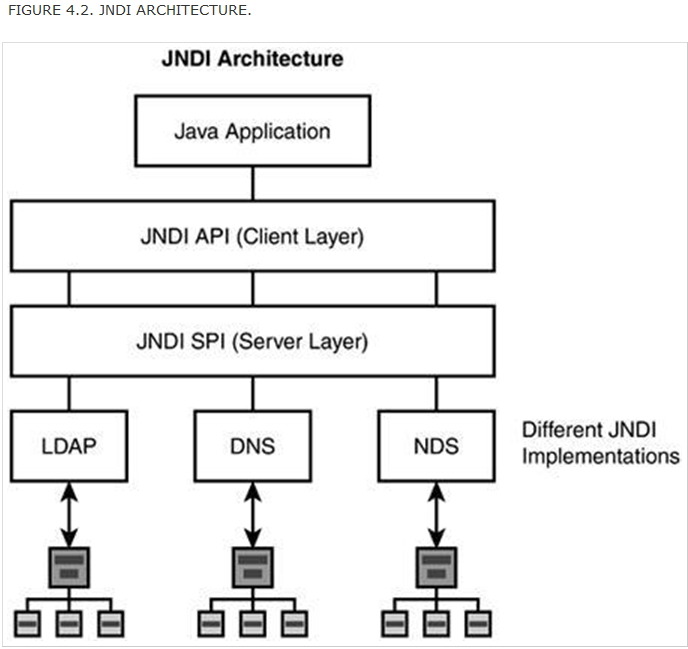 FIGURE 4.2. JNDI ARCHITECTURE.
JNDI Architecture
Java Application
JNDI API (Client Layer)
JNDI SPI (Server Layer)
LDAP
DNS
NDS
Different JNDI
Implementations